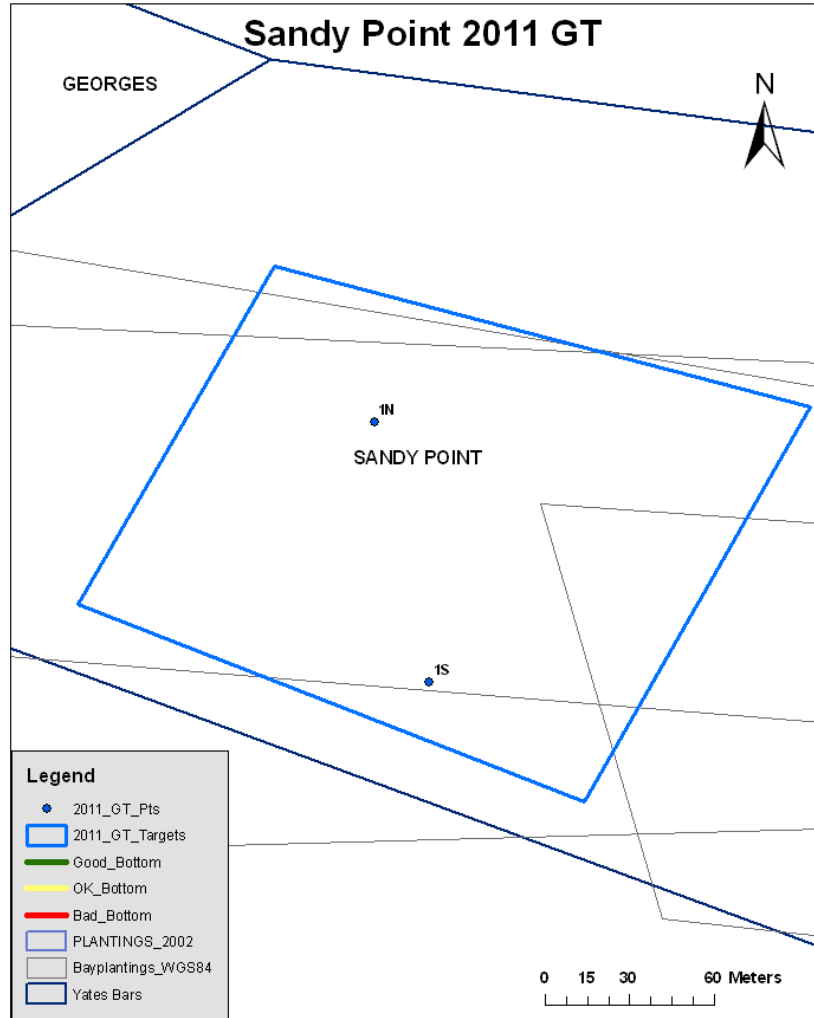 Sandy Point 2011 GT
GEORGES
N
1N
SANDY POINT
1S
Legend
2011_GT_Pts
2011_GT_Targets
Good_Bottom
OK_Bottom
Bad_Bottom
PLANTINGS_2002
Bayplantings_WGS84
Yates Bars
0 15 30 60 Meters